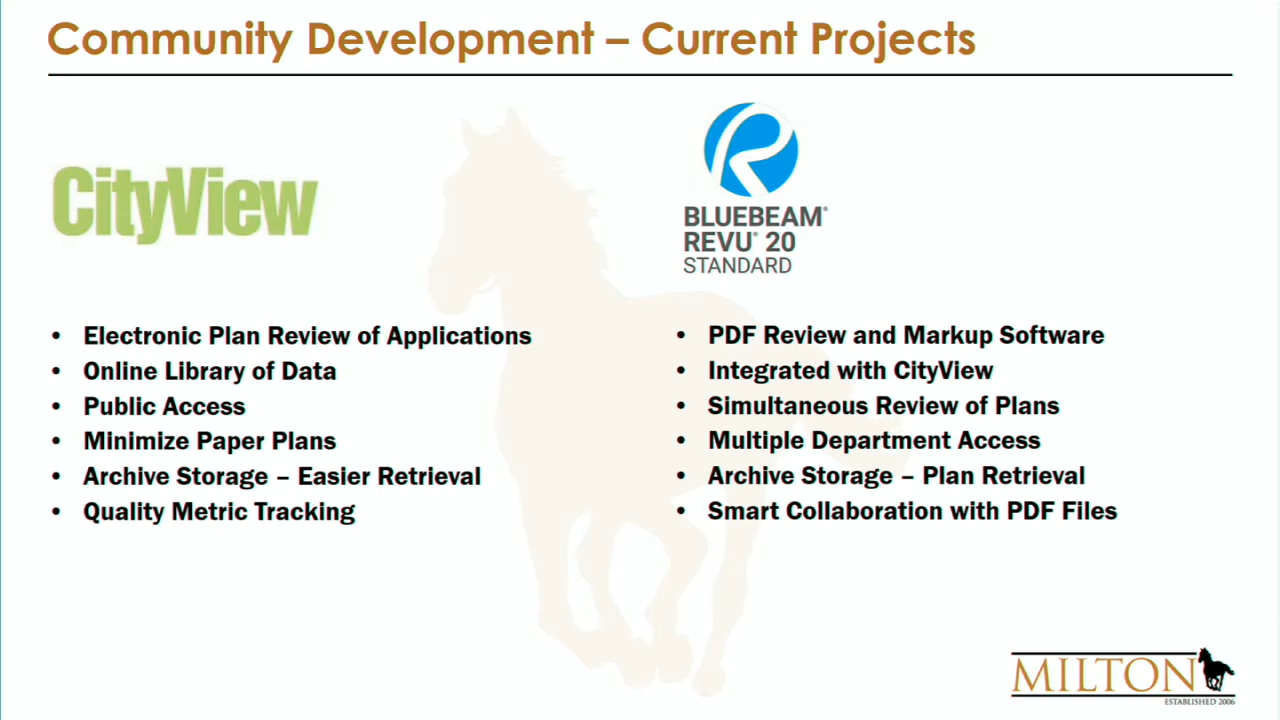 Community Development – Current Projects
CityView
BLUEBEAM®
REVU® 20
STANDARD
• Electronic Plan Review of Applications
• Online Library of Data
• Public Access
• Minimize Paper Plans
• Archive Storage – Easier Retrieval
• Quality Metric Tracking
• PDF Review and Markup Software
• Integrated with CityView
• Simultaneous Review of Plans
• Multiple Department Access
• Archive Storage – Plan Retrieval
• Smart Collaboration with PDF Files
MILTON
ESTABLISHED 2006